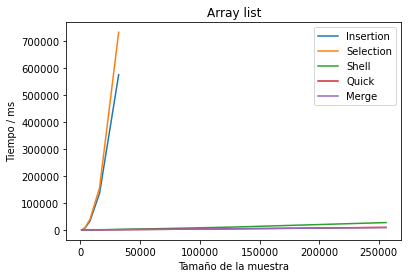 Array list
Insertion
Selection
Shell
Quick
Merge
Tiempo / ms
700000
600000
500000
400000
300000
200000
100000
0
0
50000
100000
150000
200000
250000
Tamaño de la muestra